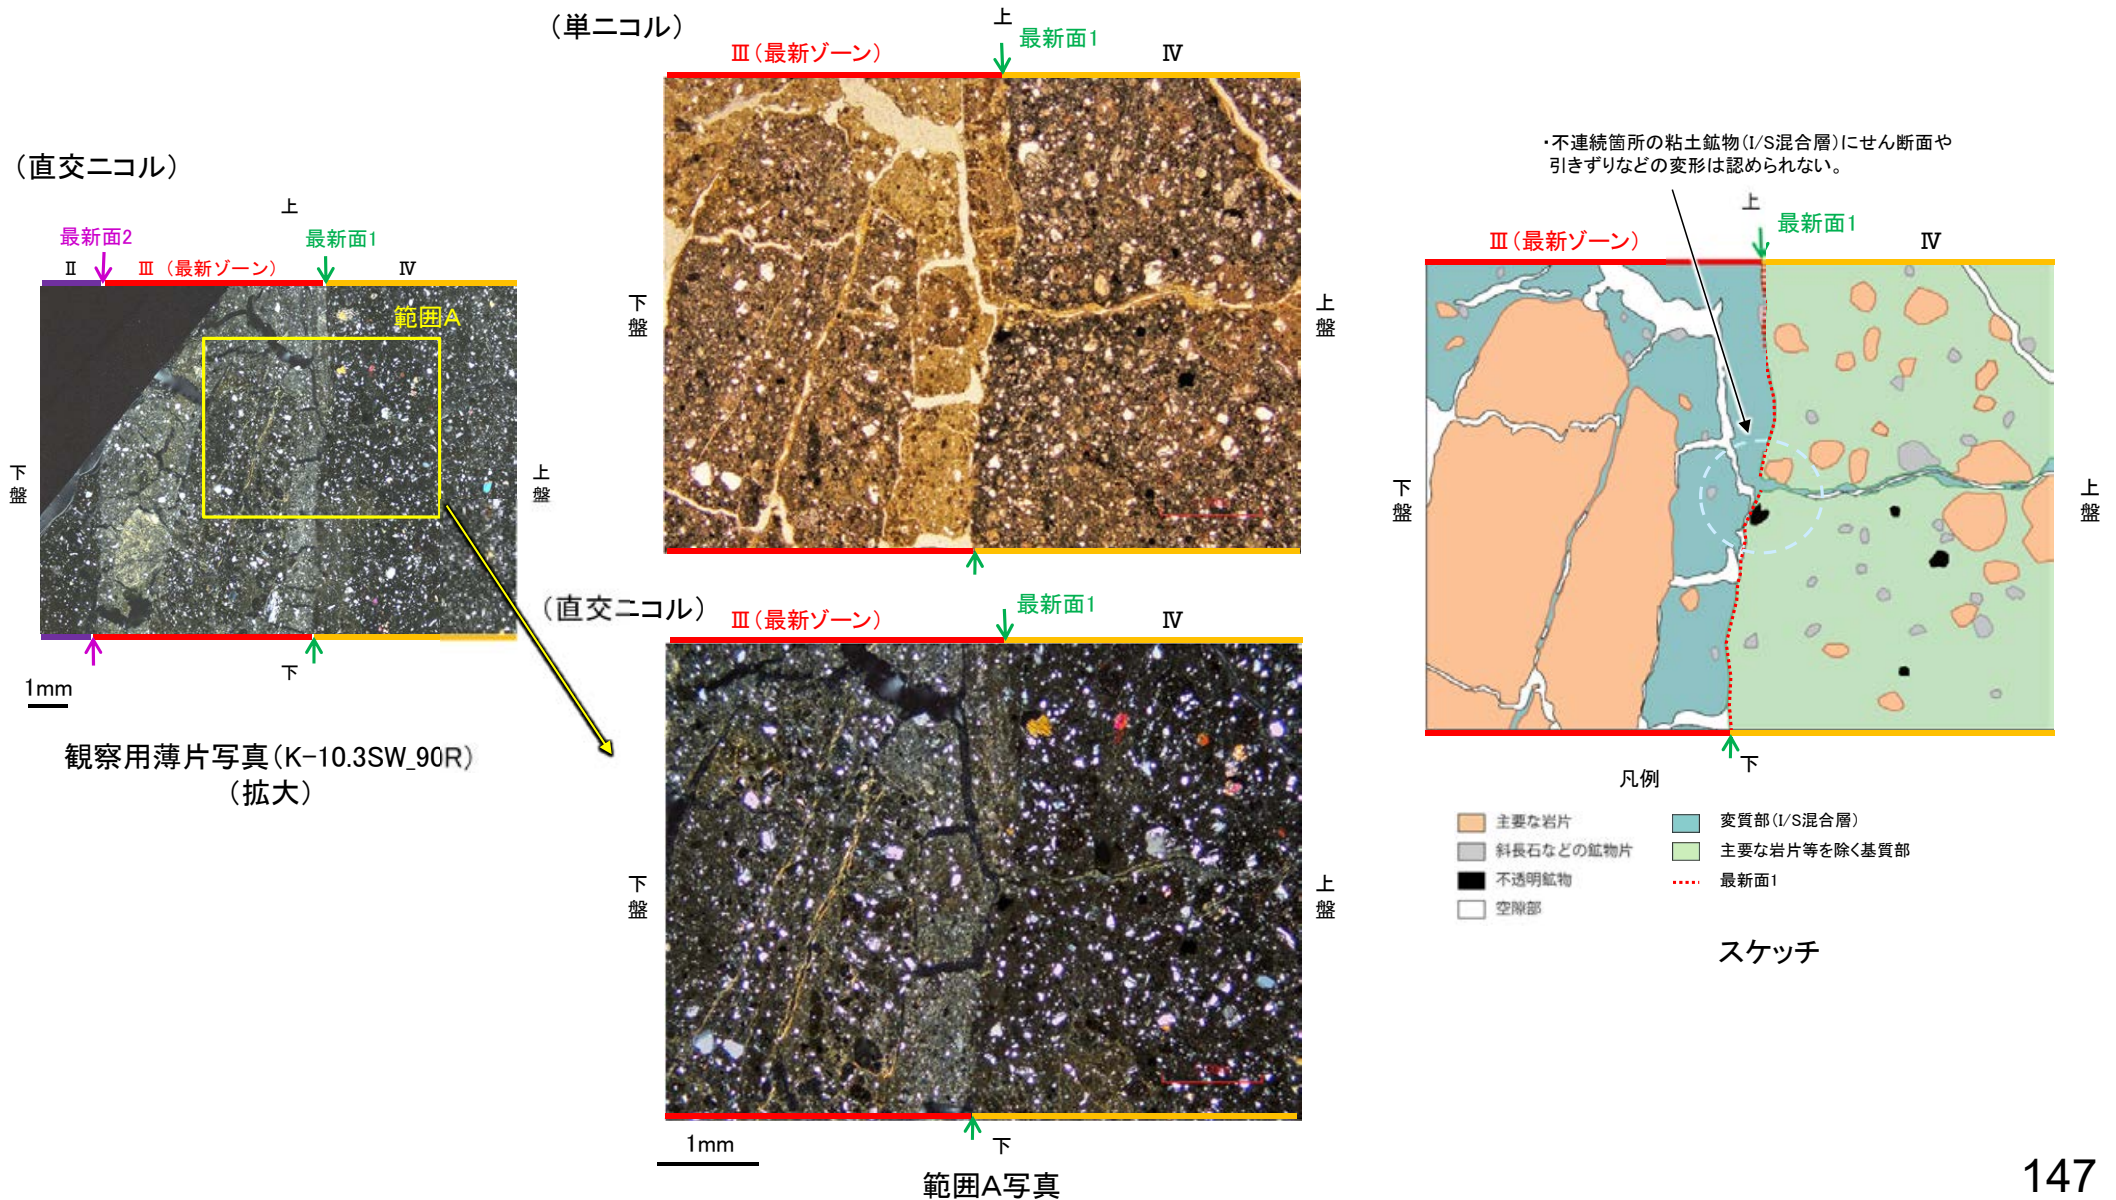 （直交ニコル）
上
最新面2
最新面1
Ⅱ
Ⅲ（最新ゾーン）
Ⅳ
範囲A
下盤
上盤
下
1mm
観察用薄片写真(K-10.3SW_90R)
（拡大）
（単ニコル）
上
最新面1
Ⅲ（最新ゾーン）
Ⅳ
下盤
上盤
（直交ニコル）
最新面1
Ⅲ（最新ゾーン）
Ⅳ
下盤
上盤
下
1mm
範囲A写真
・不連続箇所の粘土鉱物(I/S混合層)にせん断面や
引きずりなどの変形は認められない。
上
最新面1
Ⅲ（最新ゾーン）
Ⅳ
下盤
上盤
下
凡例
主要な岩片
斜長石などの鉱物片
不透明鉱物
空隙部
変質部(I/S混合層)
主要な岩片等を除く基質部
最新面1
スケッチ
147